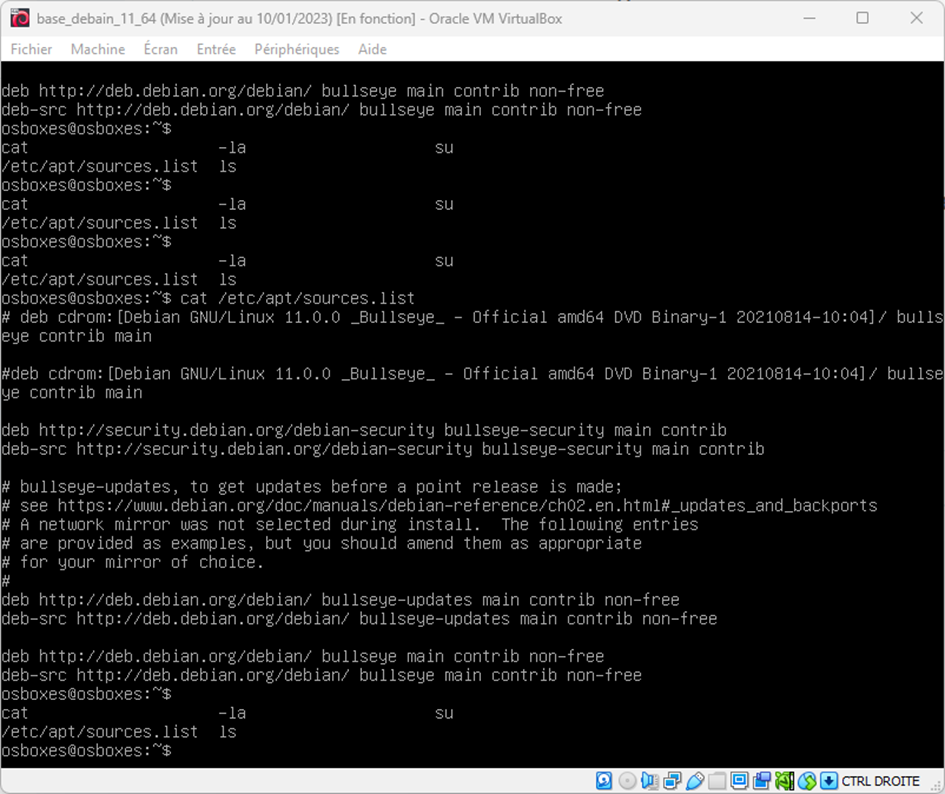 base_debain_11_64 (Mise à jour au 10/01/2023) [En fonction] - Oracle VM VirtualBox
Fichier Machine Écran Entrée Périphériques Aide
deb http://deb.debian.org/debian/ bullseye main contrib non-free
deb-src http://deb.debian.org/debian/ bullseye main contrib non-free
osboxes@osboxes:~$
cat -la su
/etc/apt/sources.list ls
osboxes@osboxes:~$
cat -la su
/etc/apt/sources.list ls
osboxes@osboxes:~$
cat -la su
/etc/apt/sources.list ls
osboxes@osboxes:~$ cat /etc/apt/sources.list
# deb cdrom:[Debian GNU/Linux 11.0.0 _Bullseye_ - Official amd64 DVD Binary-1 20210814-10:04]/ bulls
eye contrib main
#deb cdrom:[Debian GNU/Linux 11.0.0 _Bullseye_ - Official amd64 DVD Binary-1 20210814-10:04]/ bullse
ye contrib main
deb http://security.debian.org/debian-security bullseye-security main contrib
deb-src http://security.debian.org/debian-security bullseye-security main contrib
# bullseye-updates, to get updates before a point release is made;
# see https://www.debian.org/doc/manuals/debian-reference/ch02.en.html#_updates_and_backports
# A network mirror was not selected during install.  The following entries
# are provided as examples, but you should amend them as appropriate
# for your mirror of choice.
#
deb http://deb.debian.org/debian/ bullseye-updates main contrib non-free
deb-src http://deb.debian.org/debian/ bullseye-updates main contrib non-free
deb http://deb.debian.org/debian/ bullseye main contrib non-free
deb-src http://deb.debian.org/debian/ bullseye main contrib non-free
osboxes@osboxes:~$
cat -la su
/etc/apt/sources.list ls
osboxes@osboxes:~$
CTRL DROITE